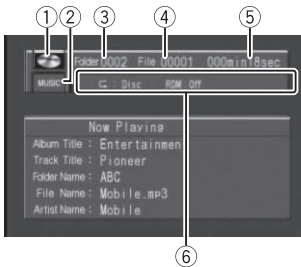 ① ② ③ ④ ⑤
Folder 0002 File 00001 000min18sec
MUSIC
: Disc RDM : Off
Now Playing
Album Title : Entertainmen
Track Title : Pioneer
Folder Name : ABC
File Name : Mobile.mp3
Artist Name : Mobile
⑥